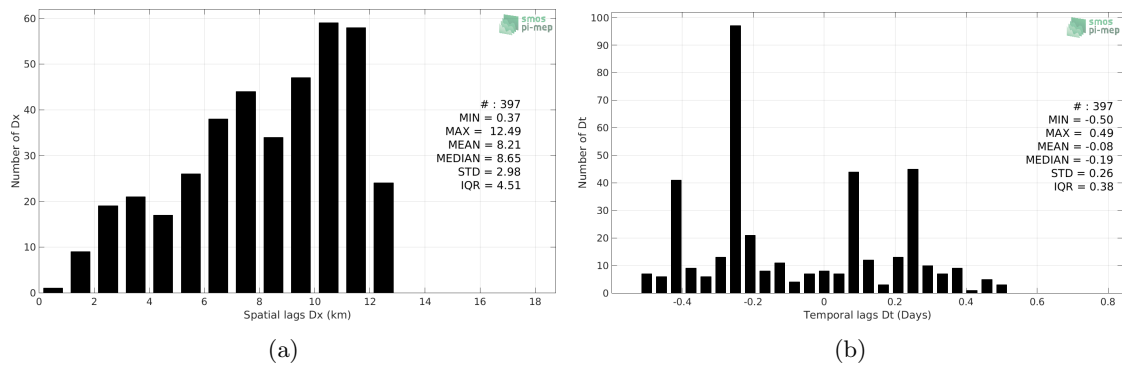 60
50
40
30
20
10
0
Number of Dx
0 2 4 6 8 10 12 14 16 18
Spatial lags Dx (km)
smos
pi-mep
# : 397
MIN = 0.37
MAX = 12.49
MEAN = 8.21
MEDIAN = 8.65
STD = 2.98
IQR = 4.51
(a)
100
90
80
70
60
50
40
30
20
10
0
Number of Dt
-0.4 -0.2 0 0.2 0.4 0.6 0.8
Temporal lags Dt (Days)
smos
pi-mep
# : 397
MIN = -0.50
MAX = 0.49
MEAN = -0.08
MEDIAN = -0.19
STD = 0.26
IQR = 0.38
(b)